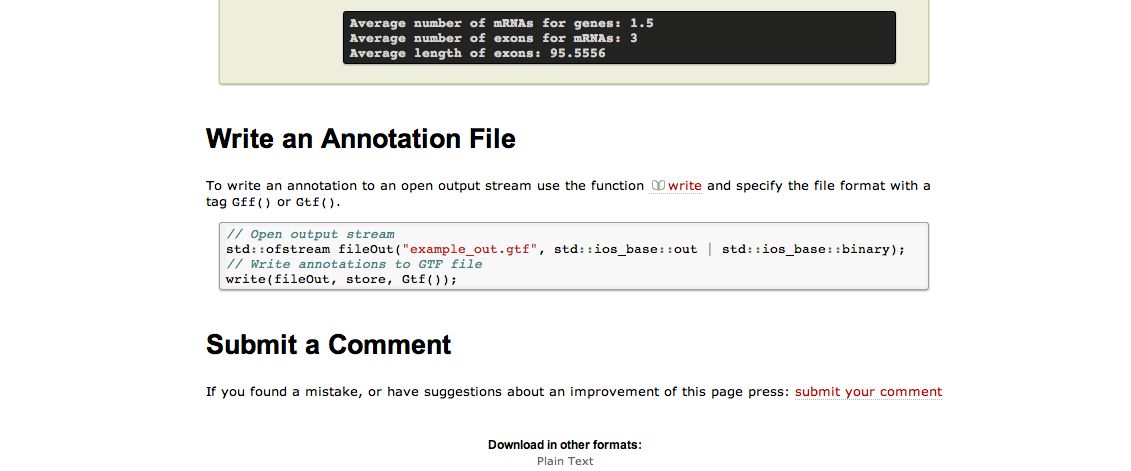 Average number of mRNAs for genes: 1.5
Average number of exons for mRNAs: 3
Average length of exons: 95.5556
Write an Annotation File
To write an annotation to an open output stream use the function write and specify the file format with a
tag Gff() or Gtf().
// Open output stream
std::ofstream fileOut("example_out.gtf", std::ios_base::out | std::ios_base::binary);
// Write annotations to GTF file
write(fileOut, store, Gtf());
Submit a Comment
If you found a mistake, or have suggestions about an improvement of this page press: submit your comment
Download in other formats:
Plain Text